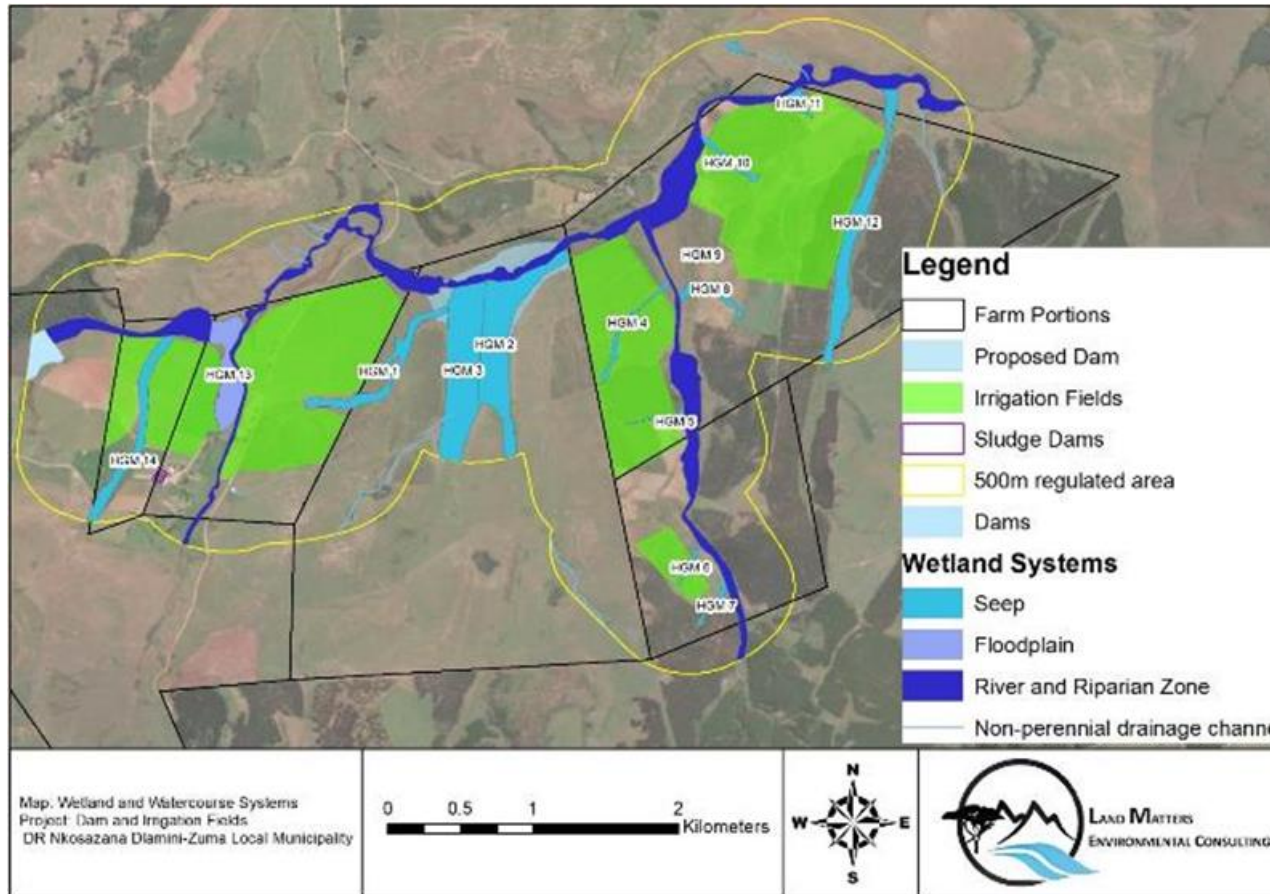 HGM 11
HGM 10
HGM 12
HGM 9
HGM 8
HGM 4
HGM 2
HGM 1
HGM 3
HGM 13
HGM 5
HGM 14
HGM 6
HGM 7
Legend
Farm Portions
Proposed Dam
Irrigation Fields
Sludge Dams
500m regulated area
Dams
Wetland Systems
Seep
Floodplain
River and Riparian Zone
Non-perennial drainage channe
Map: Wetland and Watercourse Systems
Project: Dam and Irrigation Fields
DR Nkosazana Dlamini-Zuma Local Municipality
0 0.5 1 2
Kilometers
N
W E
S
LAND MATTERS
ENVIRONMENTAL CONSULTING